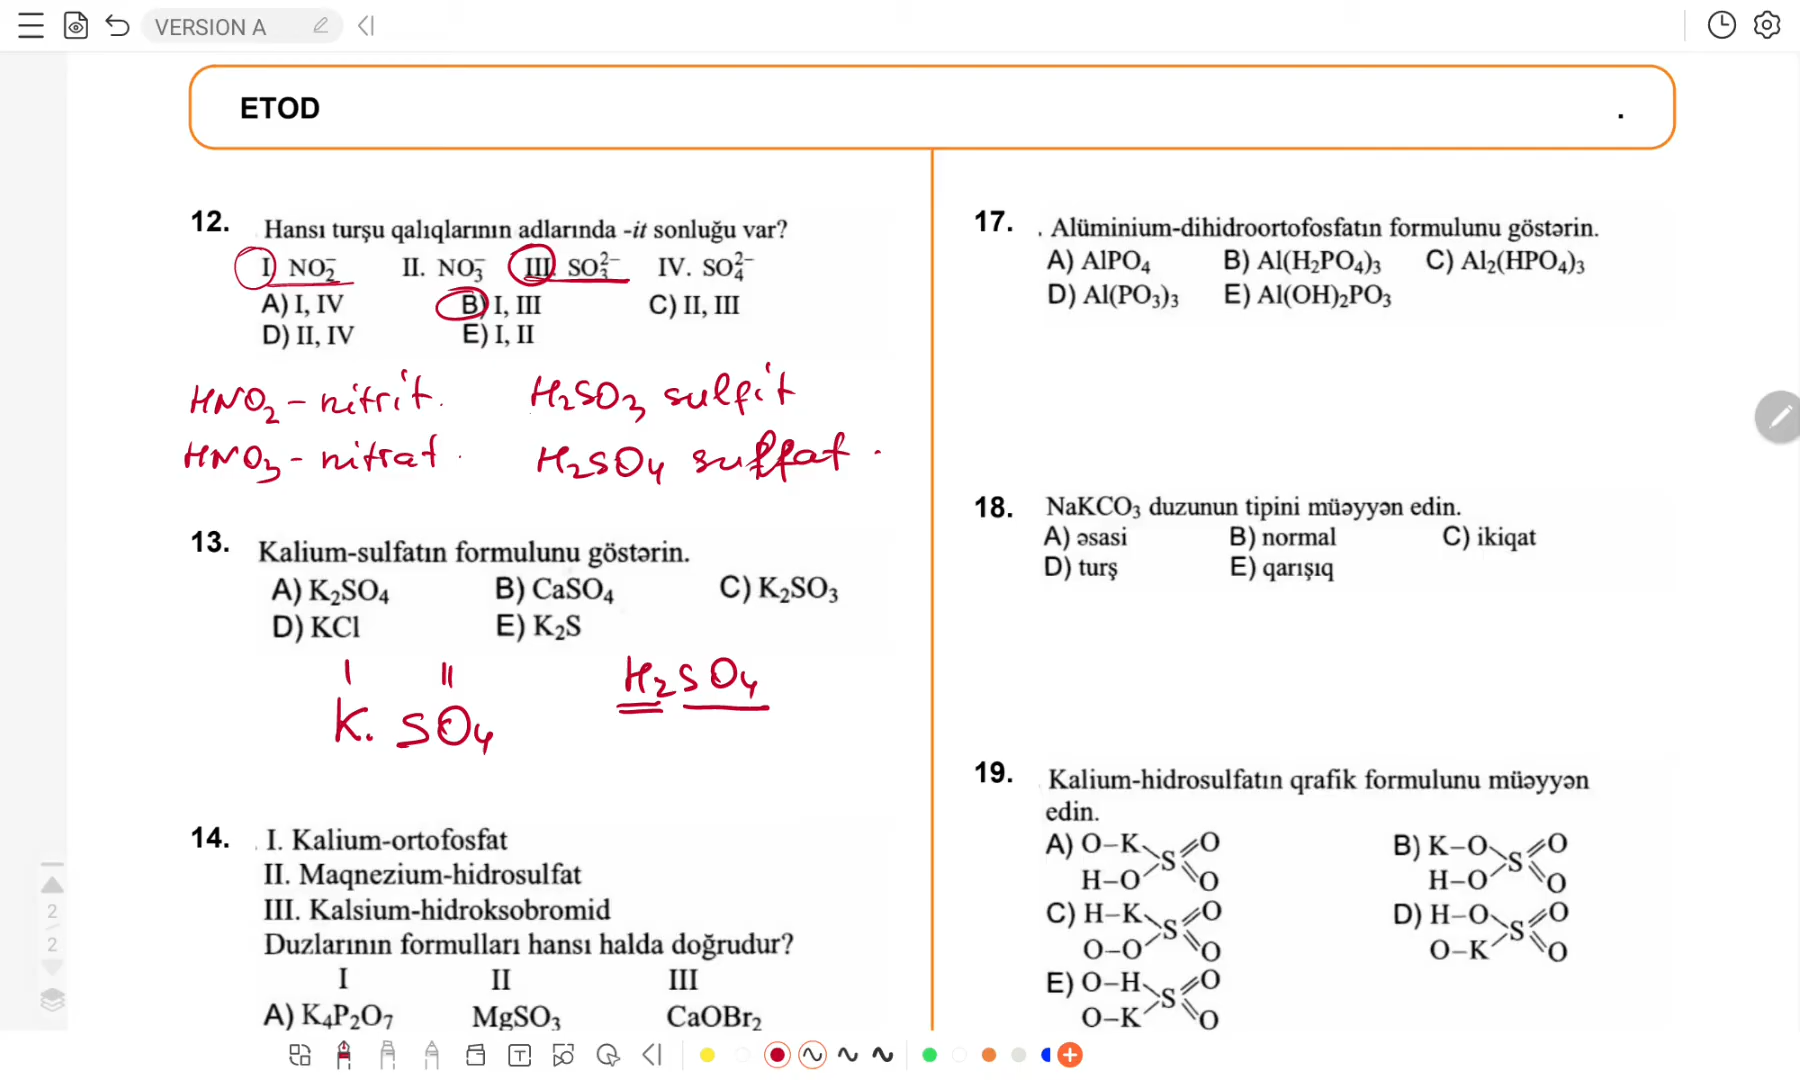 VERSION A
ETOD .
12. Hansı turşu qalıqlarının adlarında -it sonluğu var?
I NO₂⁻ II. NO₃⁻ III. SO₃²⁻ IV. SO₄²⁻
A) I, IV B) I, III C) II, III
D) II, IV E) I, II
HNO₂ – nitrit. H₂SO₃ sulfit
HNO₃ – nitrat. H₂SO₄ sulfat.
13. Kalium-sulfatın formulunu göstərin.
A) K₂SO₄ B) CaSO₄ C) K₂SO₃
D) KCl E) K₂S
I II
K. SO₄ H₂SO₄
14. I. Kalium-ortofosfat
II. Maqnezium-hidrosulfat
III. Kalsium-hidroksobromid
Duzlarının formulları hansı halda doğrudur?
I II III
A) K₄P₂O₇ MgSO₃ CaOBr₂
17. Alüminium-dihidroortofosfatın formulunu göstərin.
A) AlPO₄ B) Al(H₂PO₄)₃ C) Al₂(HPO₄)₃
D) Al(PO₃)₃ E) Al(OH)₂PO₃
18. NaKCO₃ duzunun tipini müəyyən edin.
A) əsasi B) normal C) ikiqat
D) turş E) qarışıq
19. Kalium-hidrosulfatın qrafik formulunu müəyyən
edin.
A) O–K S O B) K–O S O
H–O O H–O O
C) H–K S O D) H–O S O
O–O O O–K O
E) O–H S O
O–K O
2
2
T